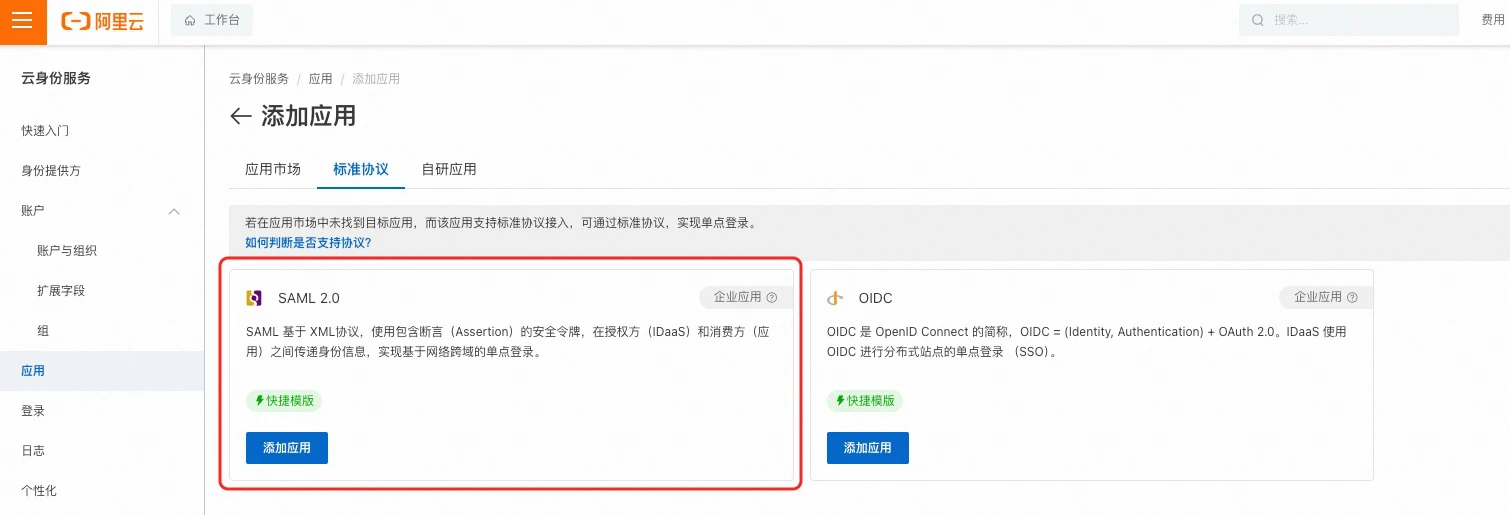 阿里云
工作台
搜索...
费用
云身份服务
快速入门
身份提供方
账户
账户与组织
扩展字段
组
应用
登录
日志
个性化
云身份服务 / 应用 / 添加应用
← 添加应用
应用市场 标准协议 自研应用
若在应用市场中未找到目标应用，而该应用支持标准协议接入，可通过标准协议，实现单点登录。
如何判断是否支持协议?
SAML 2.0
企业应用
SAML 基于 XML协议，使用包含断言（Assertion）的安全令牌，在授权方（IDaaS）和消费方（应
用）之间传递身份信息，实现基于网络跨域的单点登录。
快捷模版
添加应用
OIDC
企业应用
OIDC 是 OpenID Connect 的简称，OIDC = (Identity, Authentication) + OAuth 2.0。IDaaS 使用
OIDC 进行分布式站点的单点登录 （SSO）。
快捷模版
添加应用